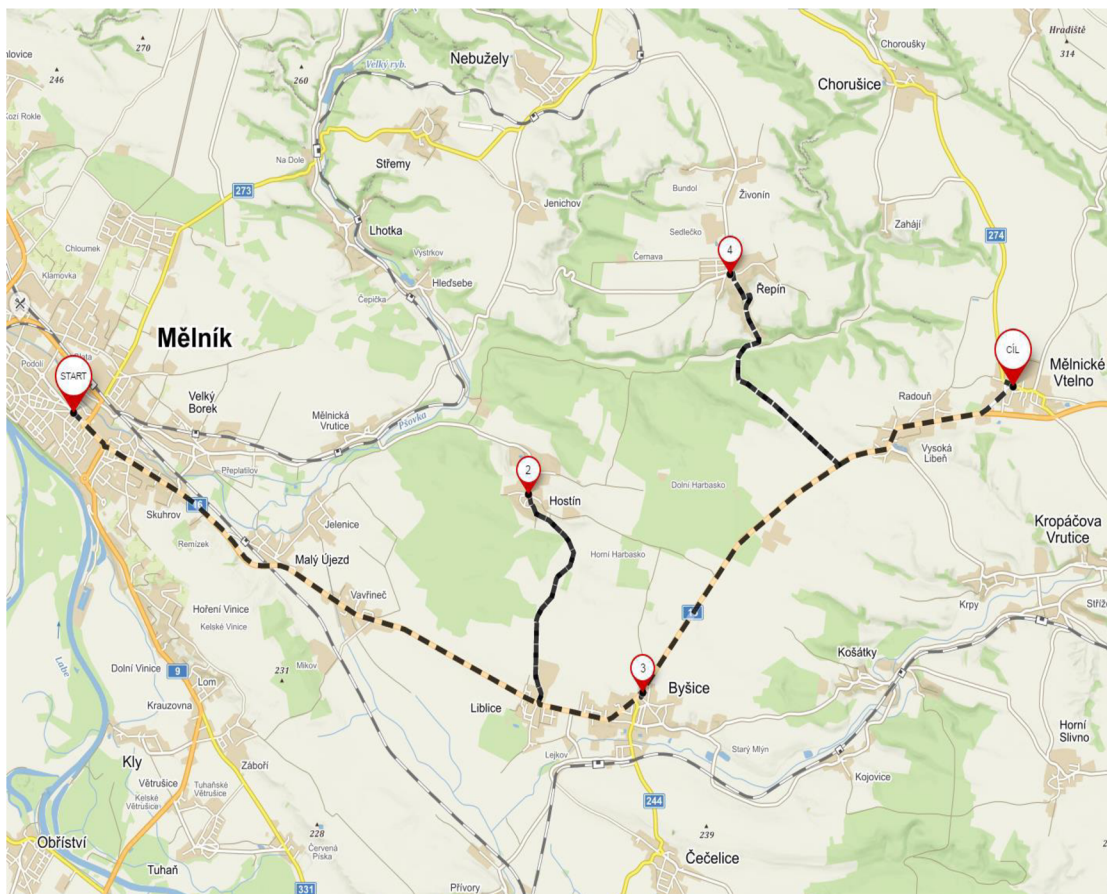 270
Choroušky
Hradiště
314
Nebužely
Velký ryb.
246
260
Chorušice
Kozí Rokle
Střemy
Na Dole
Bundol
Živonín
273
Jenichov
Zahájí
Sedlečko
Chloumek
Lhotka
274
Výstrkov
Černava
4
Klamovka
Hleďsebe
Řepín
Čepička
Mělník
CÍL
Mělnické
Vtelno
Podolí
START
Velký
Borek
Radouň
Mělnická
Vrutice
Pšovka
Vysoká
Libeň
Přeplatilov
2
Dolní Harbasko
Hostín
16
Skuhrov
Jelenice
Kropáčova
Vrutice
Remízek
Horní Harbasko
Malý Újezd
Vavřineč
Krpy
Hoření Vinice
Kelské Vinice
Labe
Košátky
Dolní Vinice
9
231
Mikov
3
Lom
Byšice
Krauzovna
Liblice
Horní
Slivno
Starý Mlýn
Lejkov
Kly
Záboří
Kojovice
Větrušice
Tuhaňské
Větrušice
Kelské
Větrušice
244
228
239
Obříství
Červená
Píska
Čečelice
Tuhaň
331
Přívory